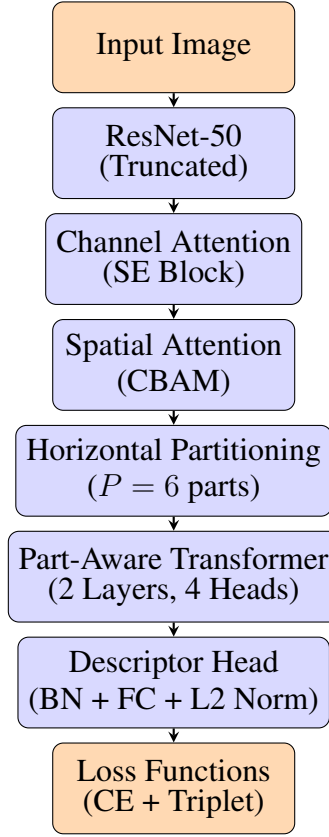 Input Image
ResNet-50
(Truncated)
Channel Attention
(SE Block)
Spatial Attention
(CBAM)
Horizontal Partitioning
(P = 6 parts)
Part-Aware Transformer
(2 Layers, 4 Heads)
Descriptor Head
(BN + FC + L2 Norm)
Loss Functions
(CE + Triplet)